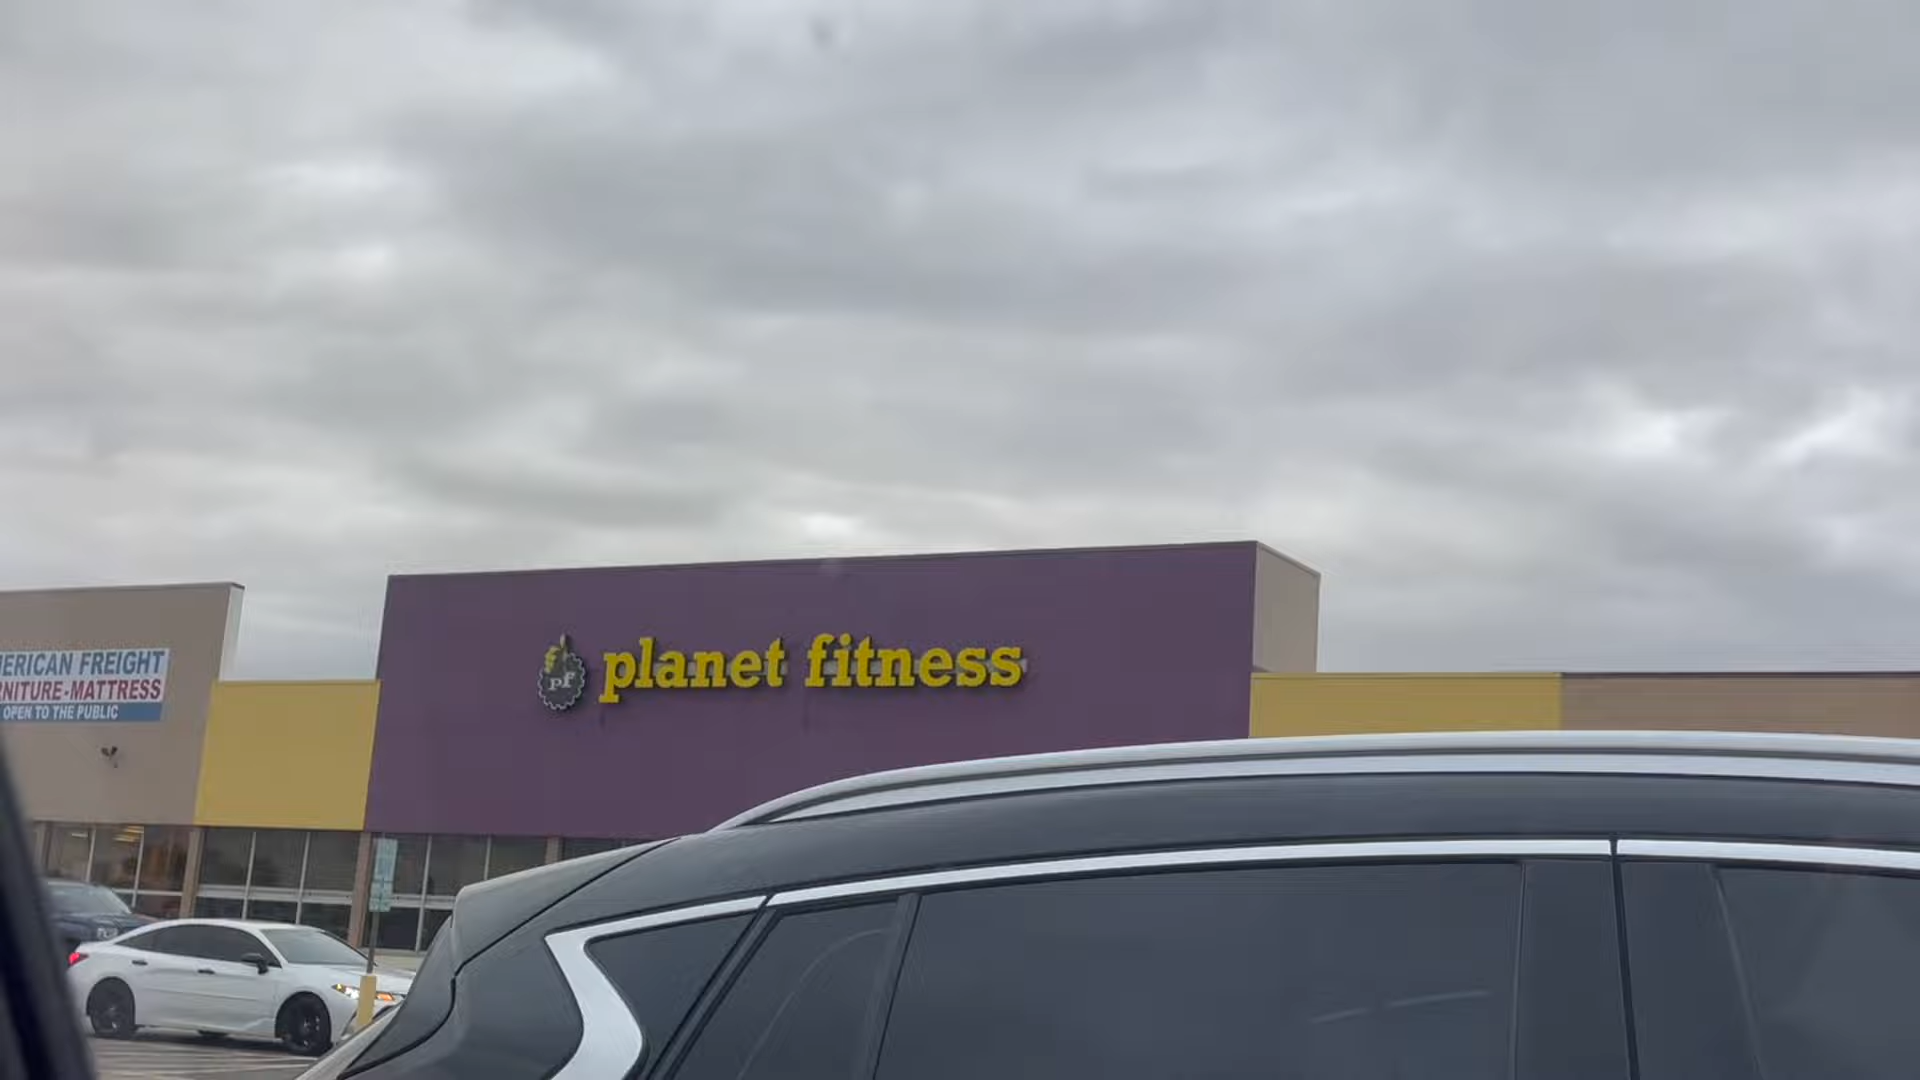 ERICAN FREIGHT
NITURE-MATTRESS
OPEN TO THE PUBLIC
pf
planet fitness